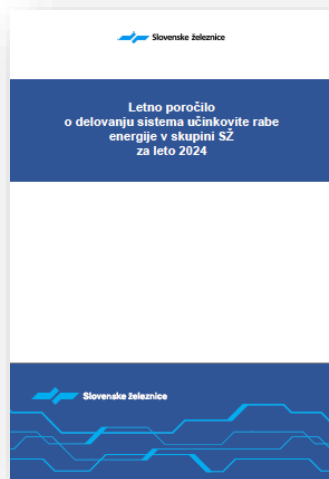 Slovenske železnice
Letno poročilo
o delovanju sistema učinkovite rabe
energije v skupini SŽ
za leto 2024
Slovenske železnice